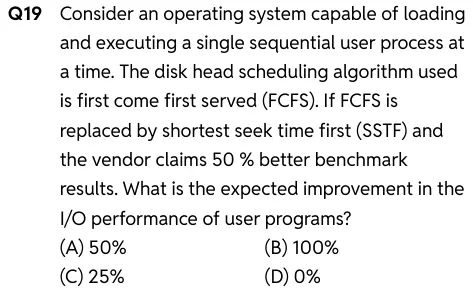 Q19 Consider an operating system capable of loading
and executing a single sequential user process at
a time. The disk head scheduling algorithm used
is first come first served (FCFS). If FCFS is
replaced by shortest seek time first (SSTF) and
the vendor claims 50 % better benchmark
results. What is the expected improvement in the
I/O performance of user programs?
(A) 50% (B) 100%
(C) 25% (D) 0%